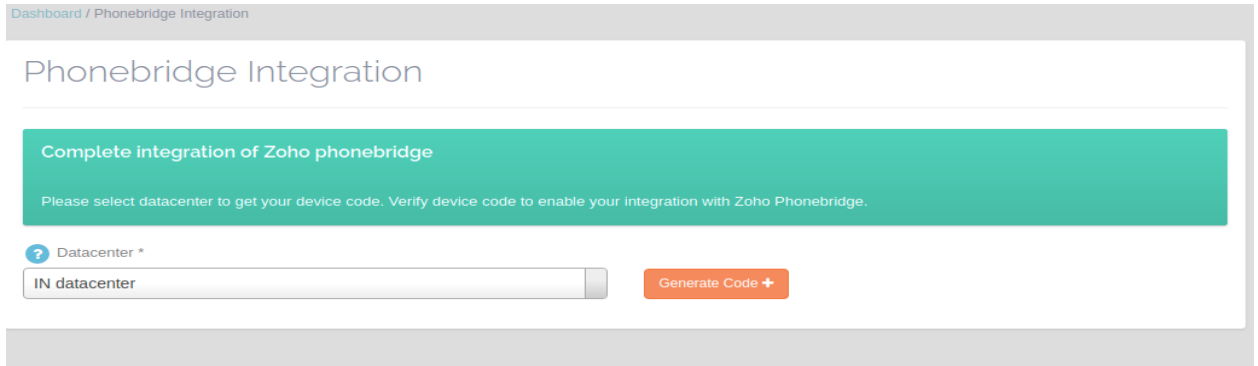 Dashboard / Phonebridge Integration
Phonebridge Integration
Complete integration of Zoho phonebridge
Please select datacenter to get your device code. Verify device code to enable your integration with Zoho Phonebridge.
? Datacenter *
IN datacenter
Generate Code +